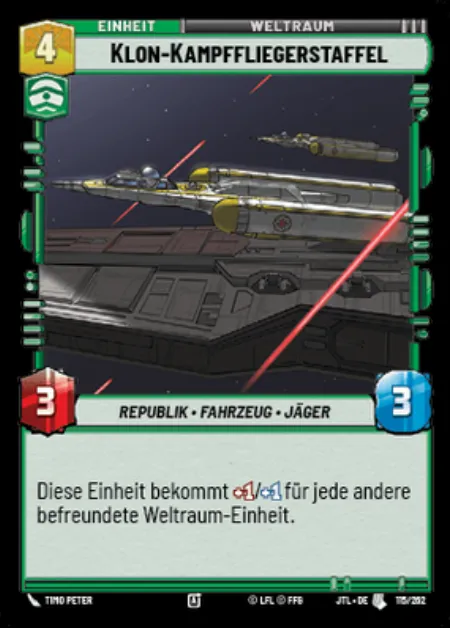 EINHEIT
WELTRAUM
4
KLON-KAMPFFLIEGERSTAFFEL
3
REPUBLIK • FAHRZEUG • JÄGER
3
Diese Einheit bekommt +1/+1 für jede andere
befreundete Weltraum-Einheit.
TIMO PETER
© LFL © FFG
JTL • DE
115/262